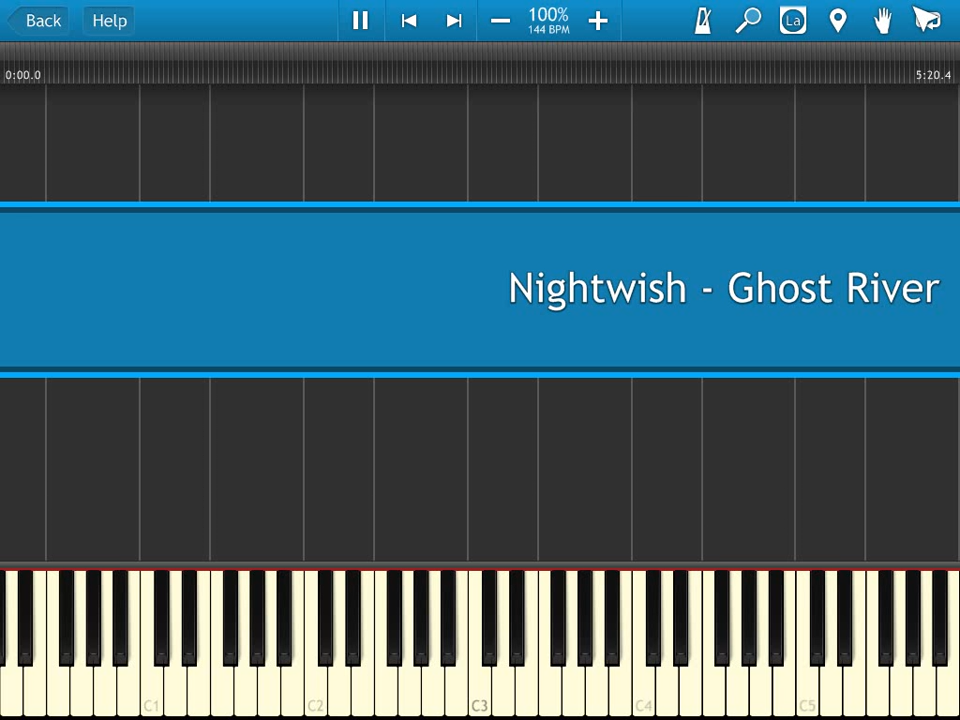 Back Help 100%
144 BPM
La
0:00.0 5:20.4
Nightwish - Ghost River
C1 C2 C3 C4 C5